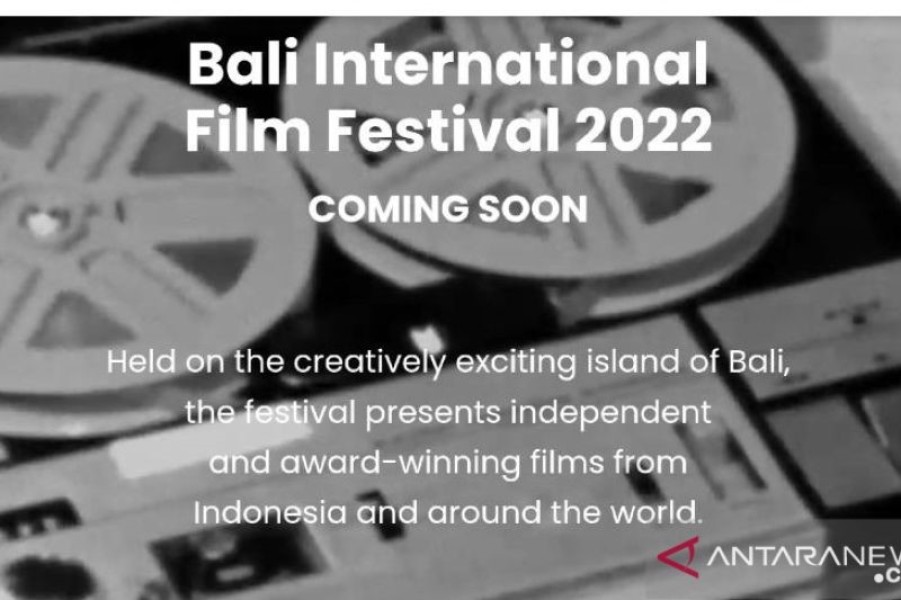 Bali International
Film Festival 2022
COMING SOON
Held on the creatively exciting island of Bali,
the festival presents independent
and award-winning films from
Indonesia and around the world.
ANTARANEW
.C